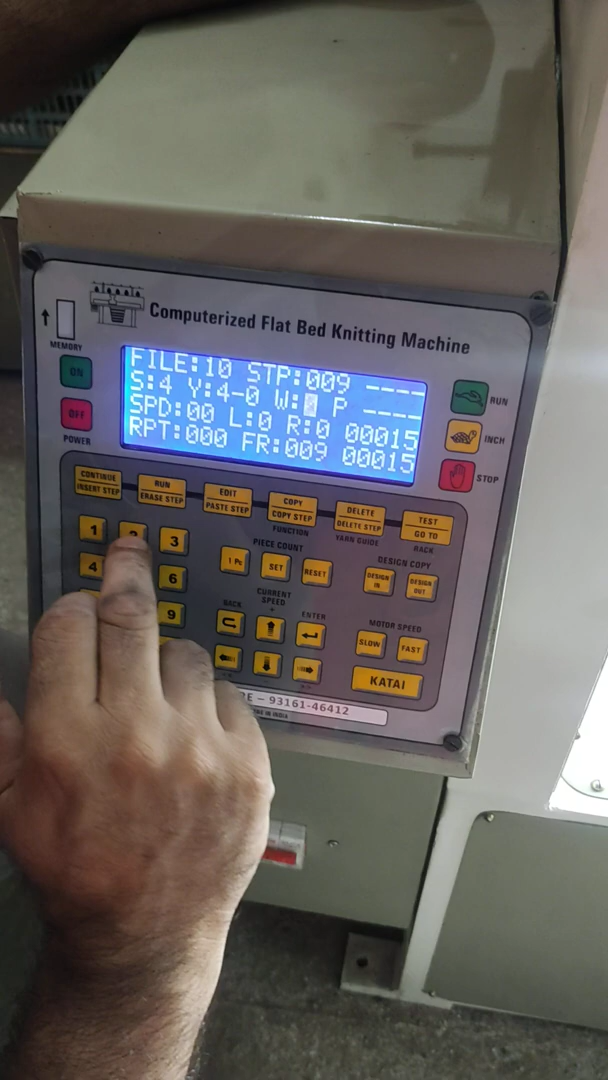 Computerized Flat Bed Knitting Machine
MEMORY
ON
OFF
POWER
FILE:10 STP:009 ----
S:4 Y:4-0 W: P ----
SPD:00 L:0 R:0 00015
RPT:000 FR:009 00015
RUN
INCH
STOP
CONTINUE
INSERT STEP
RUN
ERASE STEP
EDIT
PASTE STEP
COPY
COPY STEP
DELETE
DELETE STEP
TEST
GO TO
FUNCTION
YARN GUIDE
RACK
1
3
4
6
9
PIECE COUNT
1 Pc
SET
RESET
DESIGN COPY
DESIGN IN
DESIGN OUT
BACK
CURRENT SPEED
+
ENTER
MOTOR SPEED
SLOW
FAST
KATAI
RE – 93161-46412
IN INDIA